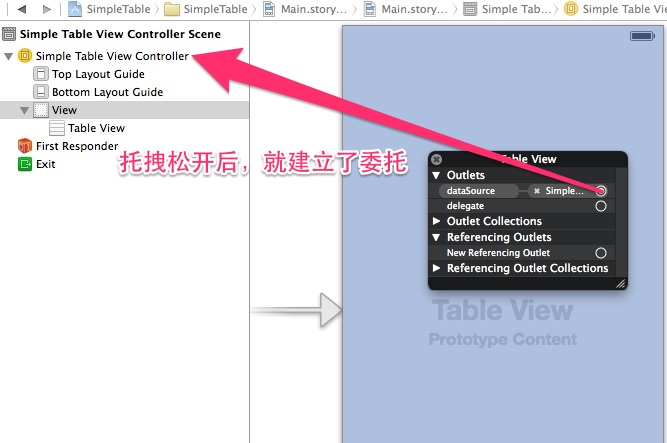 SimpleTable
SimpleTable
Main.story...
Main.story...
Simple Tab...
Simple Table Vi
Simple Table View Controller Scene
Simple Table View Controller
Top Layout Guide
Bottom Layout Guide
View
Table View
First Responder
Exit
托拽松开后，就建立了委托
Table View
Outlets
dataSource
Simple...
delegate
Outlet Collections
Referencing Outlets
New Referencing Outlet
Referencing Outlet Collections
Table View
Prototype Content